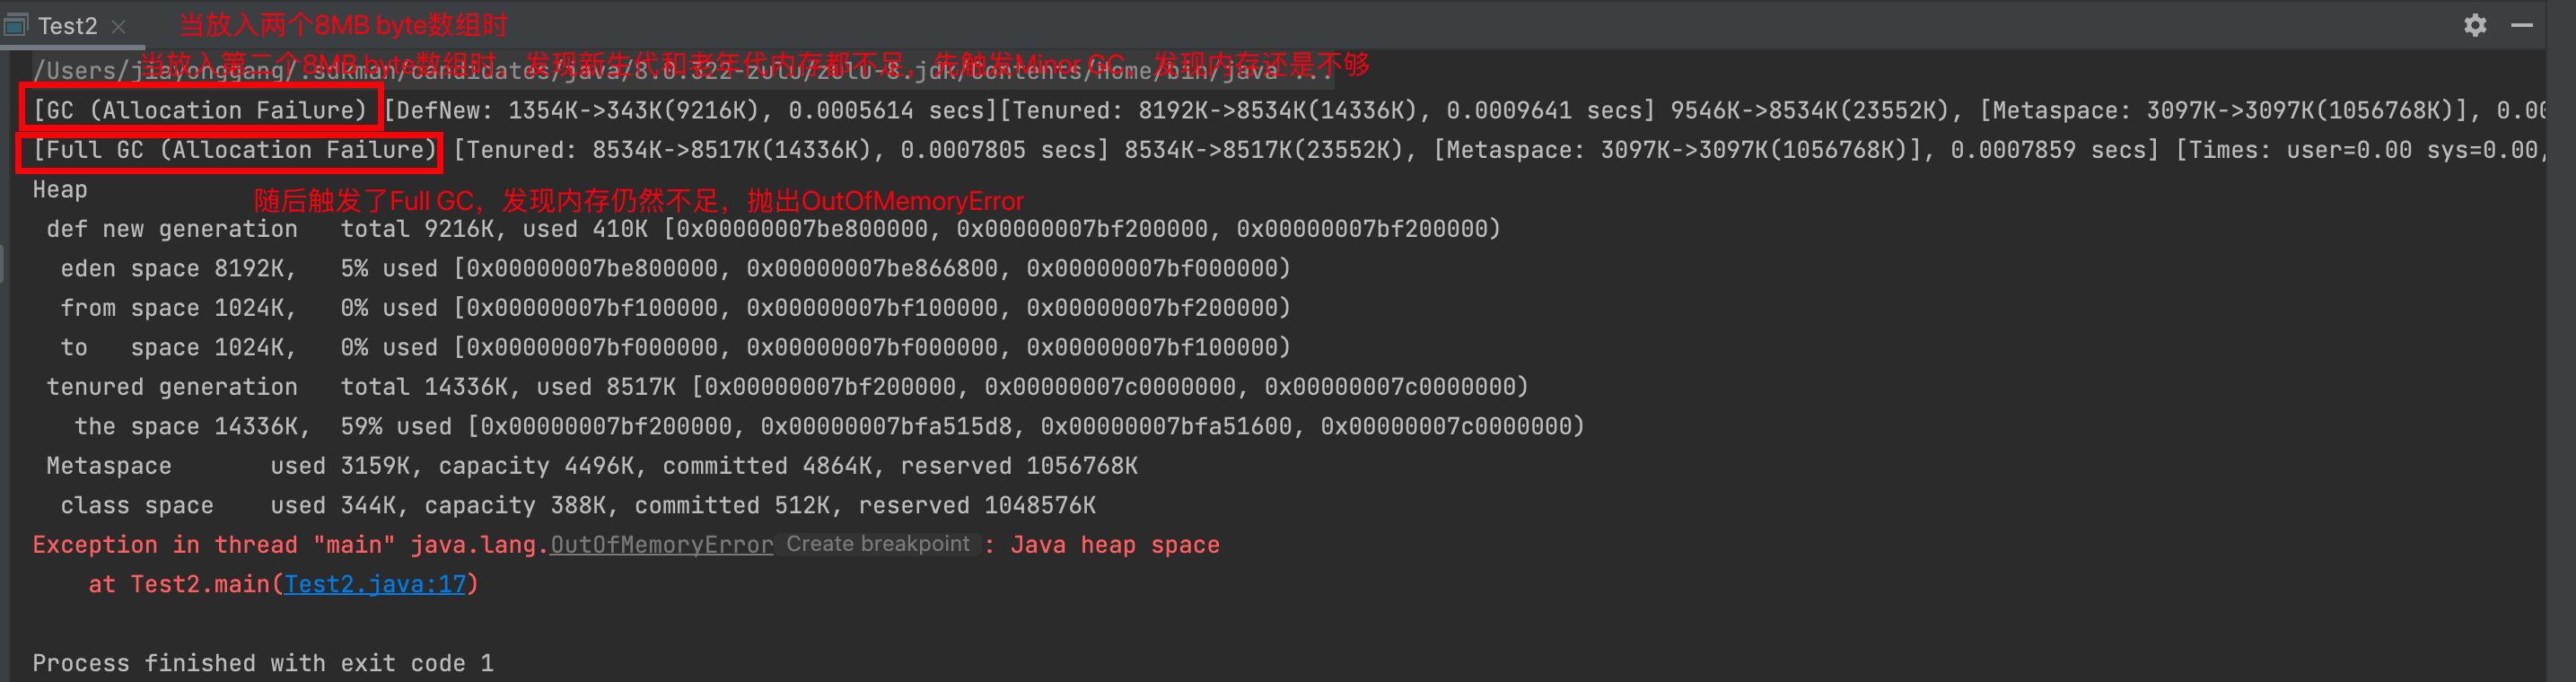 Test2 当放入两个8MB byte数组时
当放入第二个8MB byte数组时，发现新生代和老年代内存都不足，先触发Minor GC，发现内存还是不够
/Users/jiayonggang/.sdkman/candidates/java/8.0.322-zulu/zulu-8.jdk/Contents/Home/bin/java ...
[GC (Allocation Failure) [DefNew: 1354K->343K(9216K), 0.0005614 secs][Tenured: 8192K->8534K(14336K), 0.0009641 secs] 9546K->8534K(23552K), [Metaspace: 3097K->3097K(1056768K)], 0.00
[Full GC (Allocation Failure) [Tenured: 8534K->8517K(14336K), 0.0007805 secs] 8534K->8517K(23552K), [Metaspace: 3097K->3097K(1056768K)], 0.0007859 secs] [Times: user=0.00 sys=0.00,
Heap
随后触发了Full GC，发现内存仍然不足，抛出OutOfMemoryError
def new generation   total 9216K, used 410K [0x00000007be800000, 0x00000007bf200000, 0x00000007bf200000)
eden space 8192K,   5% used [0x00000007be800000, 0x00000007be866800, 0x00000007bf000000)
from space 1024K,   0% used [0x00000007bf100000, 0x00000007bf100000, 0x00000007bf200000)
to   space 1024K,   0% used [0x00000007bf000000, 0x00000007bf000000, 0x00000007bf100000)
tenured generation   total 14336K, used 8517K [0x00000007bf200000, 0x00000007c0000000, 0x00000007c0000000)
the space 14336K,  59% used [0x00000007bf200000, 0x00000007bfa515d8, 0x00000007bfa51600, 0x00000007c0000000)
Metaspace       used 3159K, capacity 4496K, committed 4864K, reserved 1056768K
class space    used 344K, capacity 388K, committed 512K, reserved 1048576K
Exception in thread "main" java.lang.OutOfMemoryError Create breakpoint : Java heap space
at Test2.main(Test2.java:17)
Process finished with exit code 1